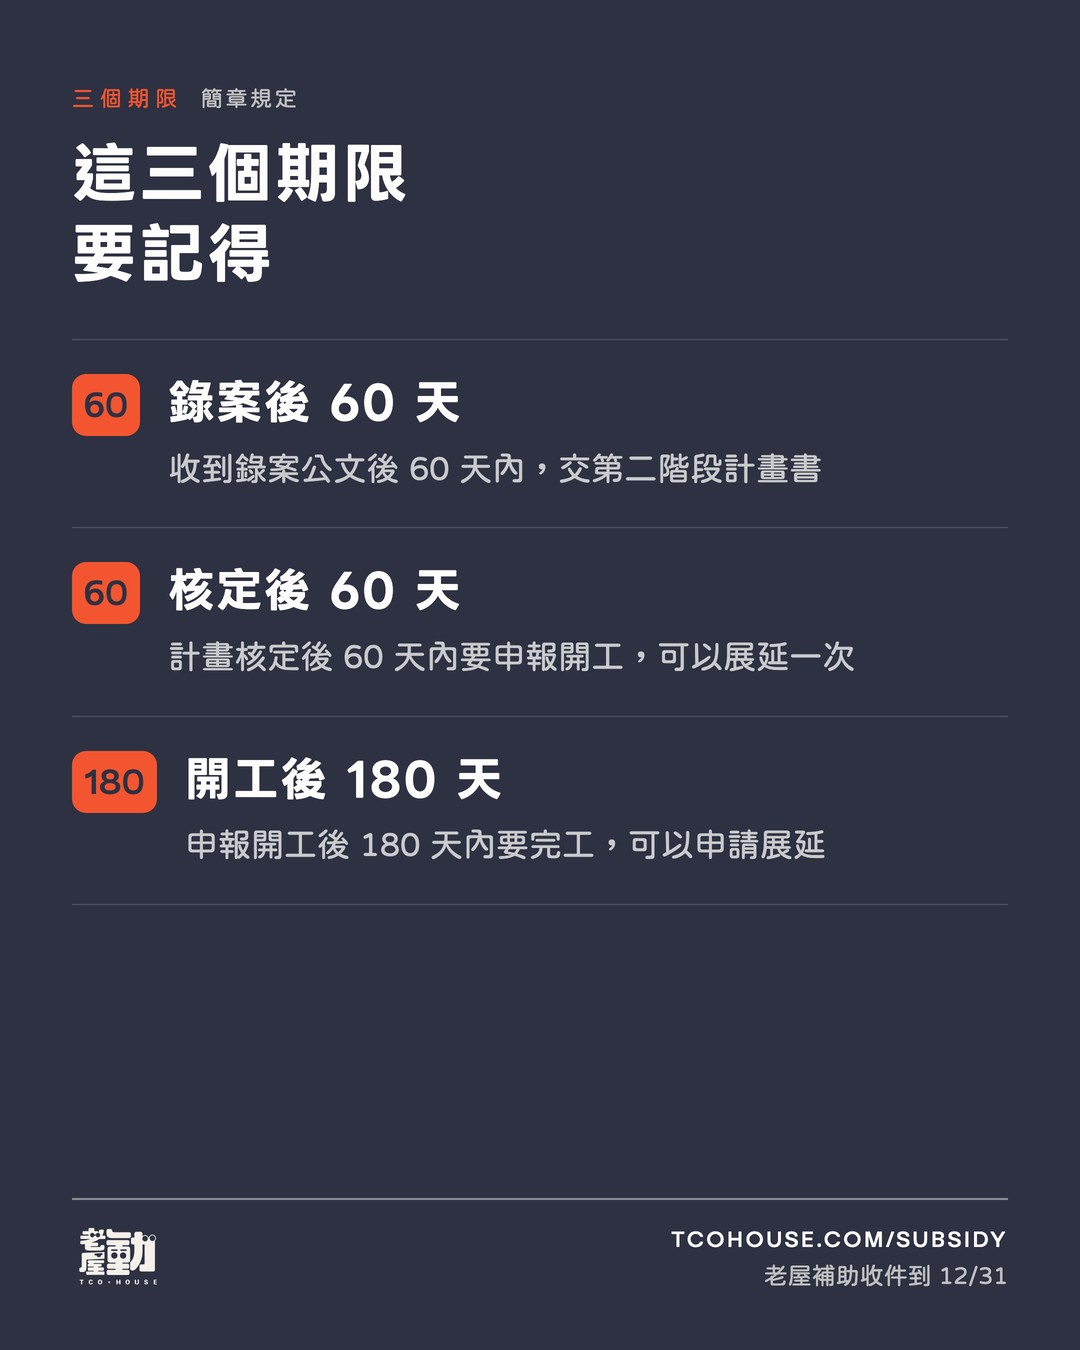 三個期限 簡章規定
這三個期限
要記得
60 錄案後 60 天
收到錄案公文後 60 天內，交第二階段計畫書
60 核定後 60 天
計畫核定後 60 天內要申報開工，可以展延一次
180 開工後 180 天
申報開工後 180 天內要完工，可以申請展延
老屋動
TCO·HOUSE
TCOHOUSE.COM/SUBSIDY
老屋補助收件到 12/31